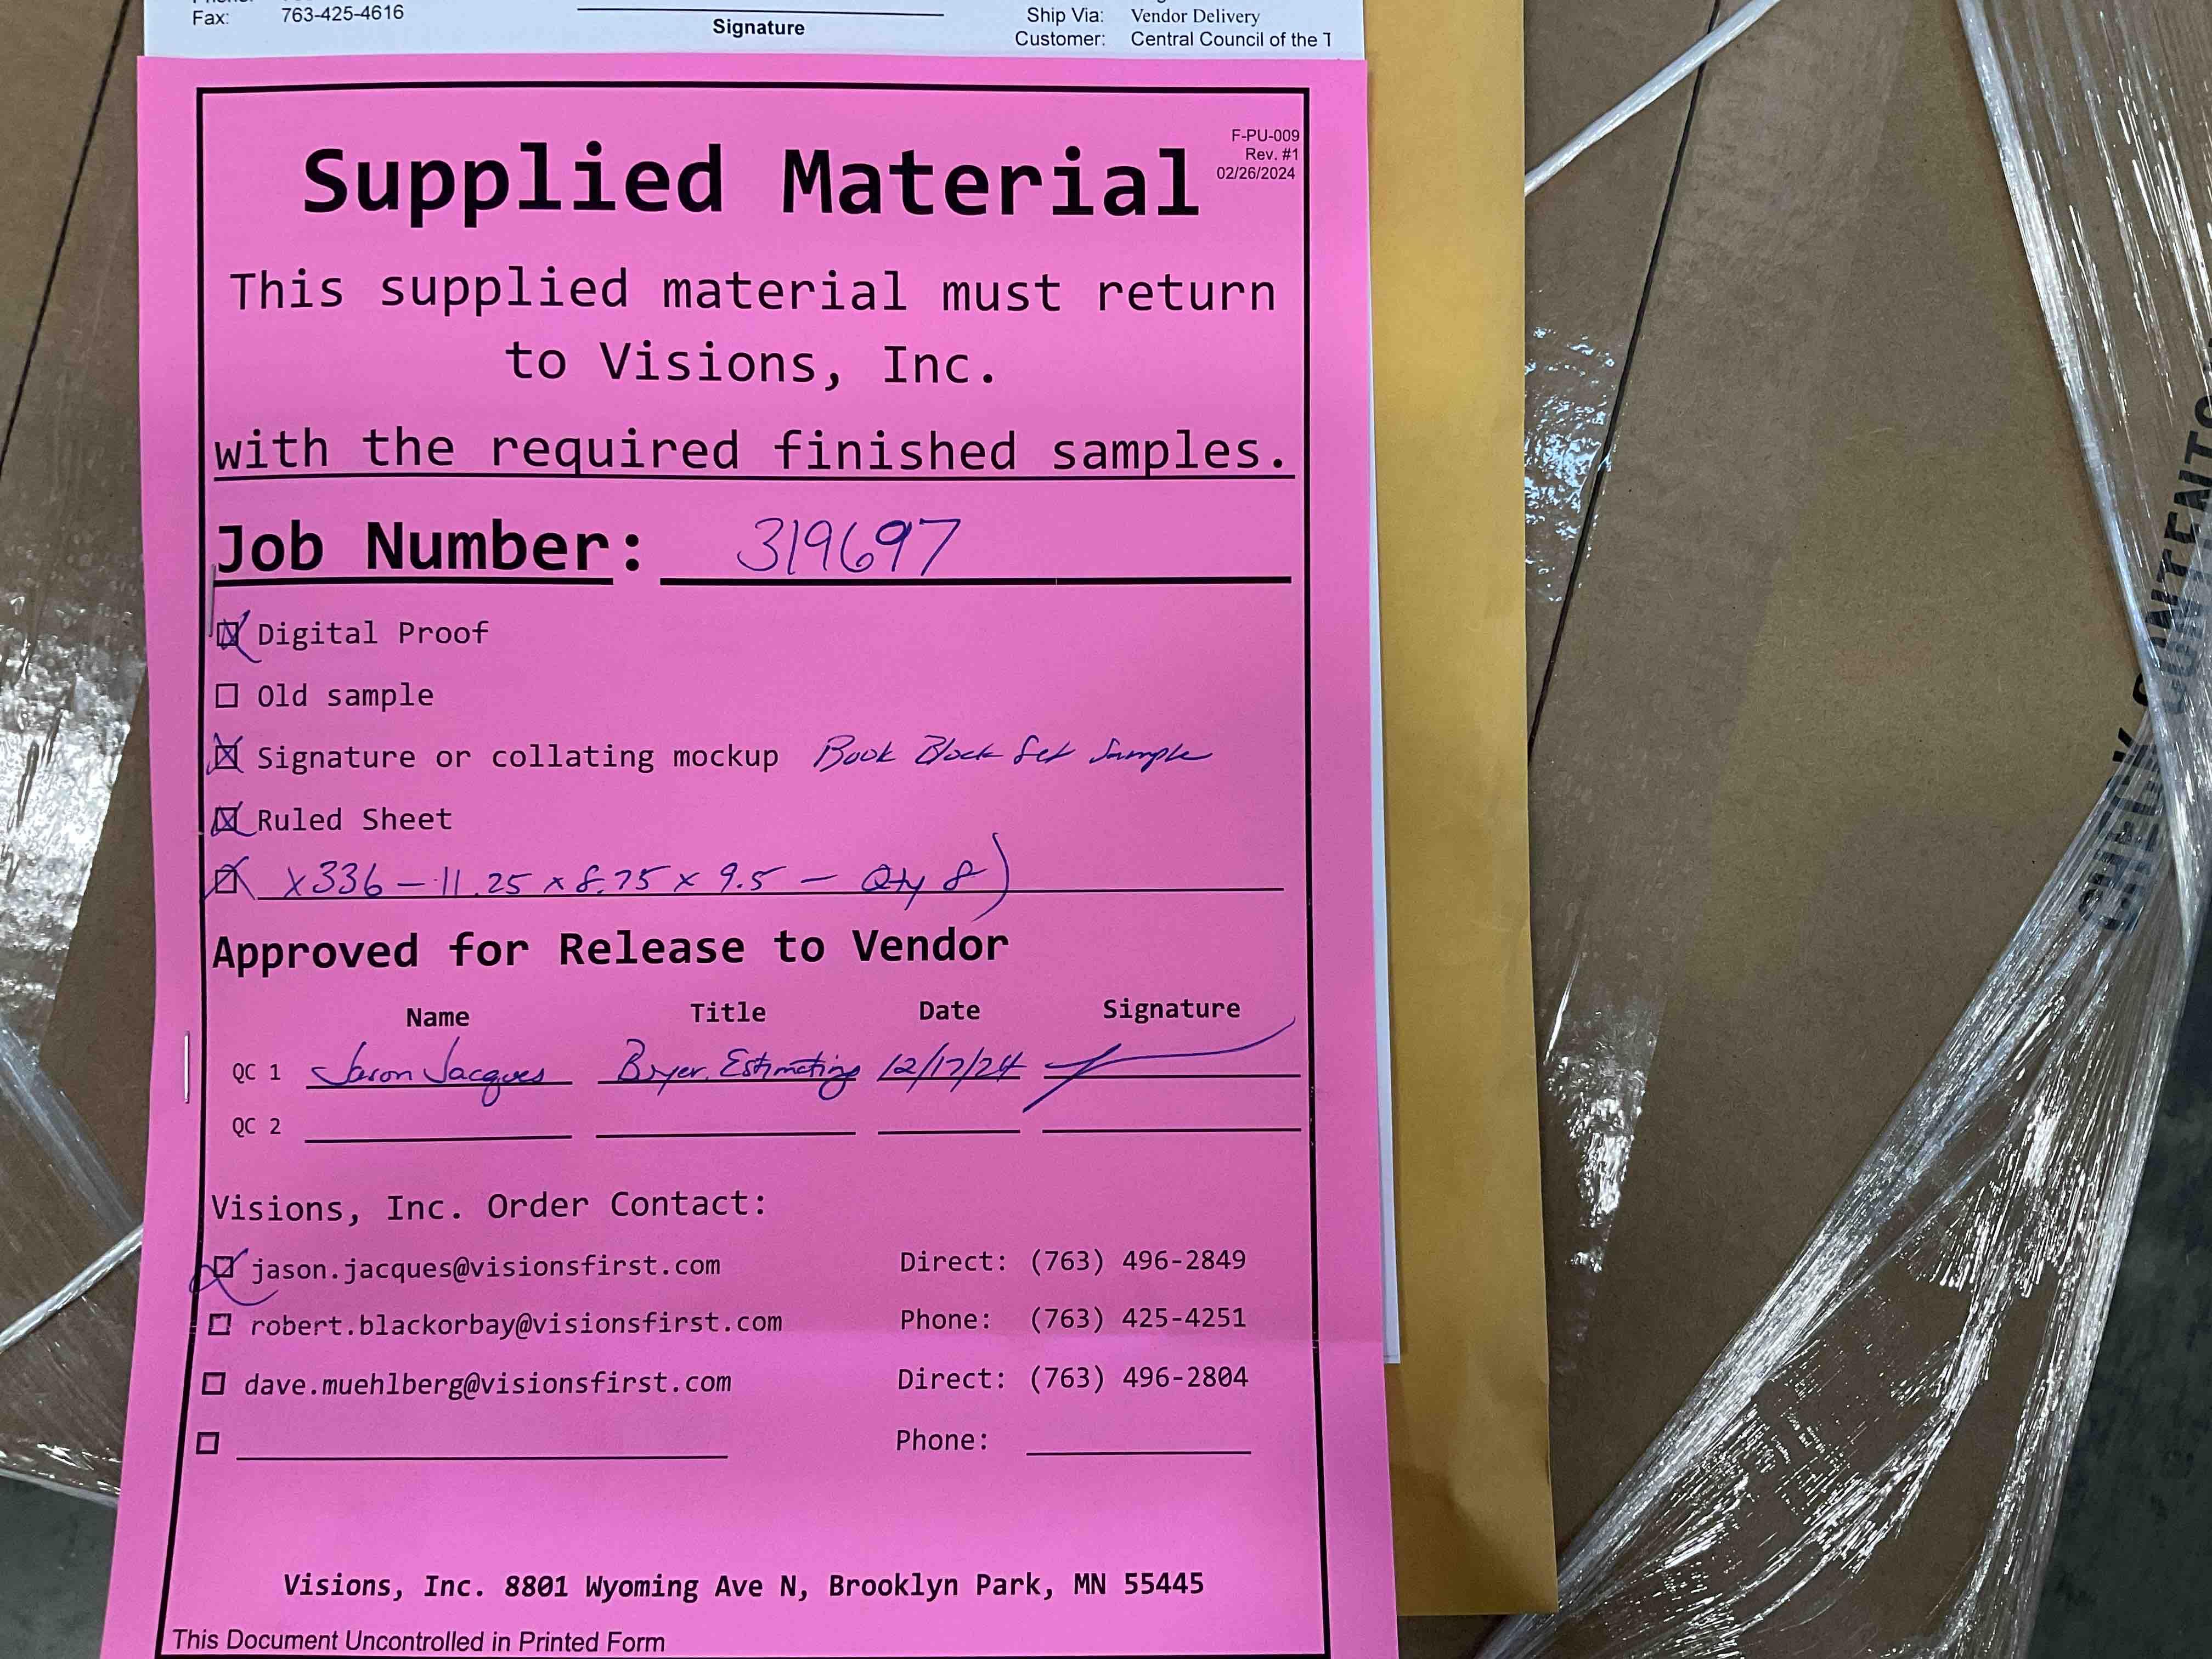 Fax: 763-425-4616
Signature
Ship Via: Vendor Delivery
Customer: Central Council of the T
F-PU-009
Rev. #1
02/26/2024
Supplied Material
This supplied material must return
to Visions, Inc.
with the required finished samples.
Job Number: 319697
Digital Proof
Old sample
Signature or collating mockup Book Block Set Sample
Ruled Sheet
x336 - 11.25 x 8.75 x 9.5 - Qty 8)
Approved for Release to Vendor
Name Title Date Signature
QC 1 Jason Jacques Buyer, Estimating 12/17/24
QC 2
Visions, Inc. Order Contact:
jason.jacques@visionsfirst.com Direct: (763) 496-2849
robert.blackorbay@visionsfirst.com Phone: (763) 425-4251
dave.muehlberg@visionsfirst.com Direct: (763) 496-2804
Phone:
Visions, Inc. 8801 Wyoming Ave N, Brooklyn Park, MN 55445
This Document Uncontrolled in Printed Form
CHECK CONTENTS